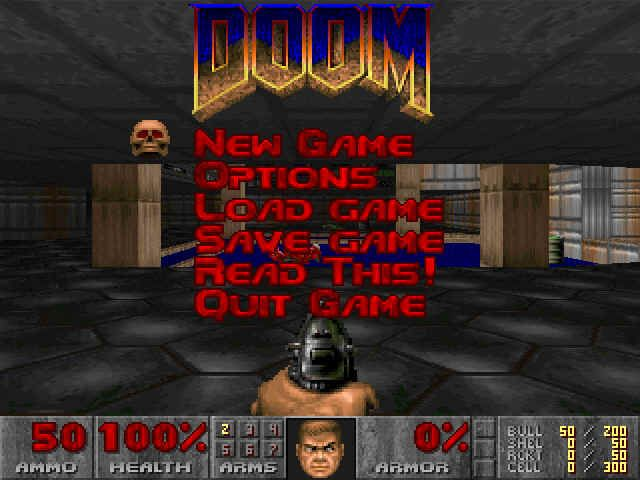 DOOM
New Game
Options
Load game
Save game
Read This!
Quit Game
50 100% 2 3 4 0% BULL 50 / 200
5 6 7 SHEL 0 / 50
RCKT 0 / 50
AMMO HEALTH ARMS ARMOR CELL 0 / 300